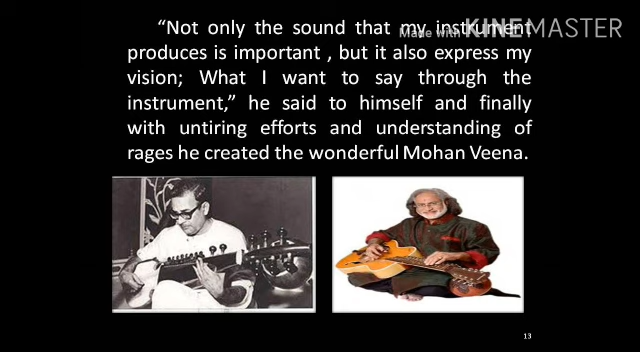 “Not only the sound that my instrument
produces is important , but it also express my
vision; What I want to say through the
instrument,” he said to himself and finally
with untiring efforts and understanding of
rages he created the wonderful Mohan Veena.
Made with KINEMASTER
13